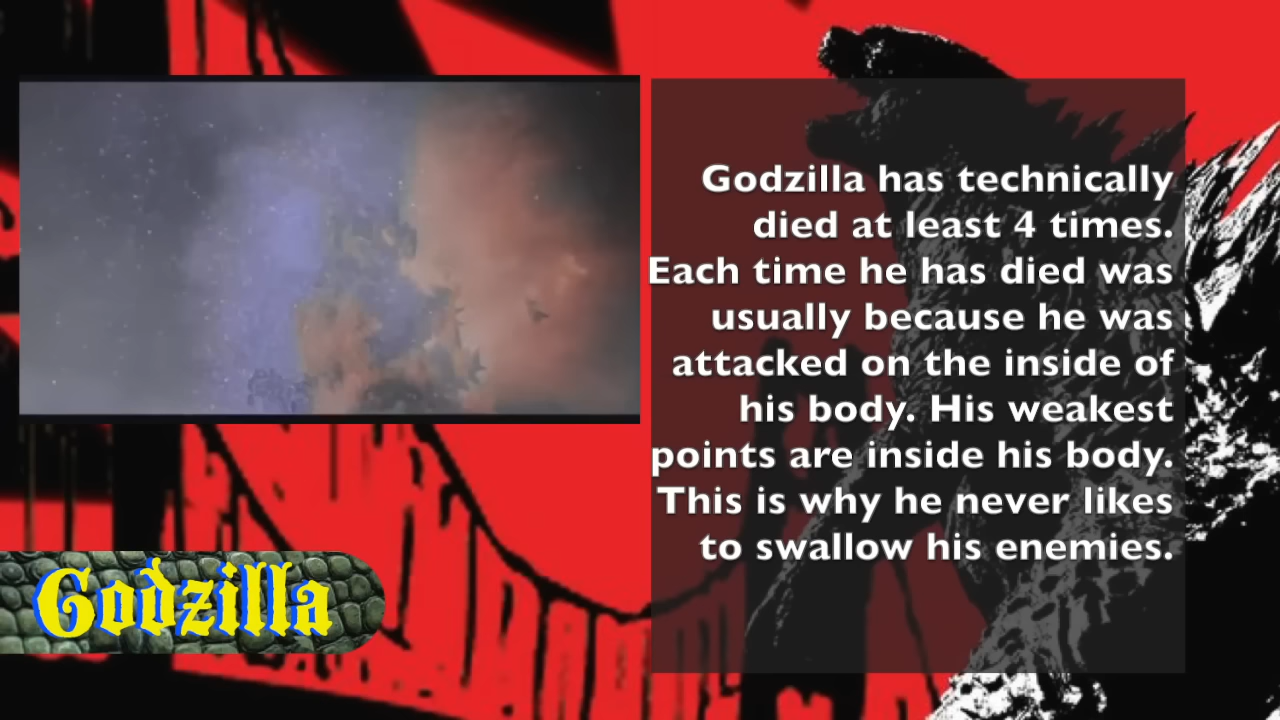 Godzilla has technically
died at least 4 times.
Each time he has died was
usually because he was
attacked on the inside of
his body. His weakest
points are inside his body.
This is why he never likes
to swallow his enemies.
Godzilla